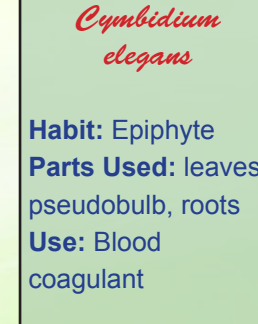 Cymbidium
elegans
Habit: Epiphyte
Parts Used: leaves
pseudobulb, roots
Use: Blood
coagulant